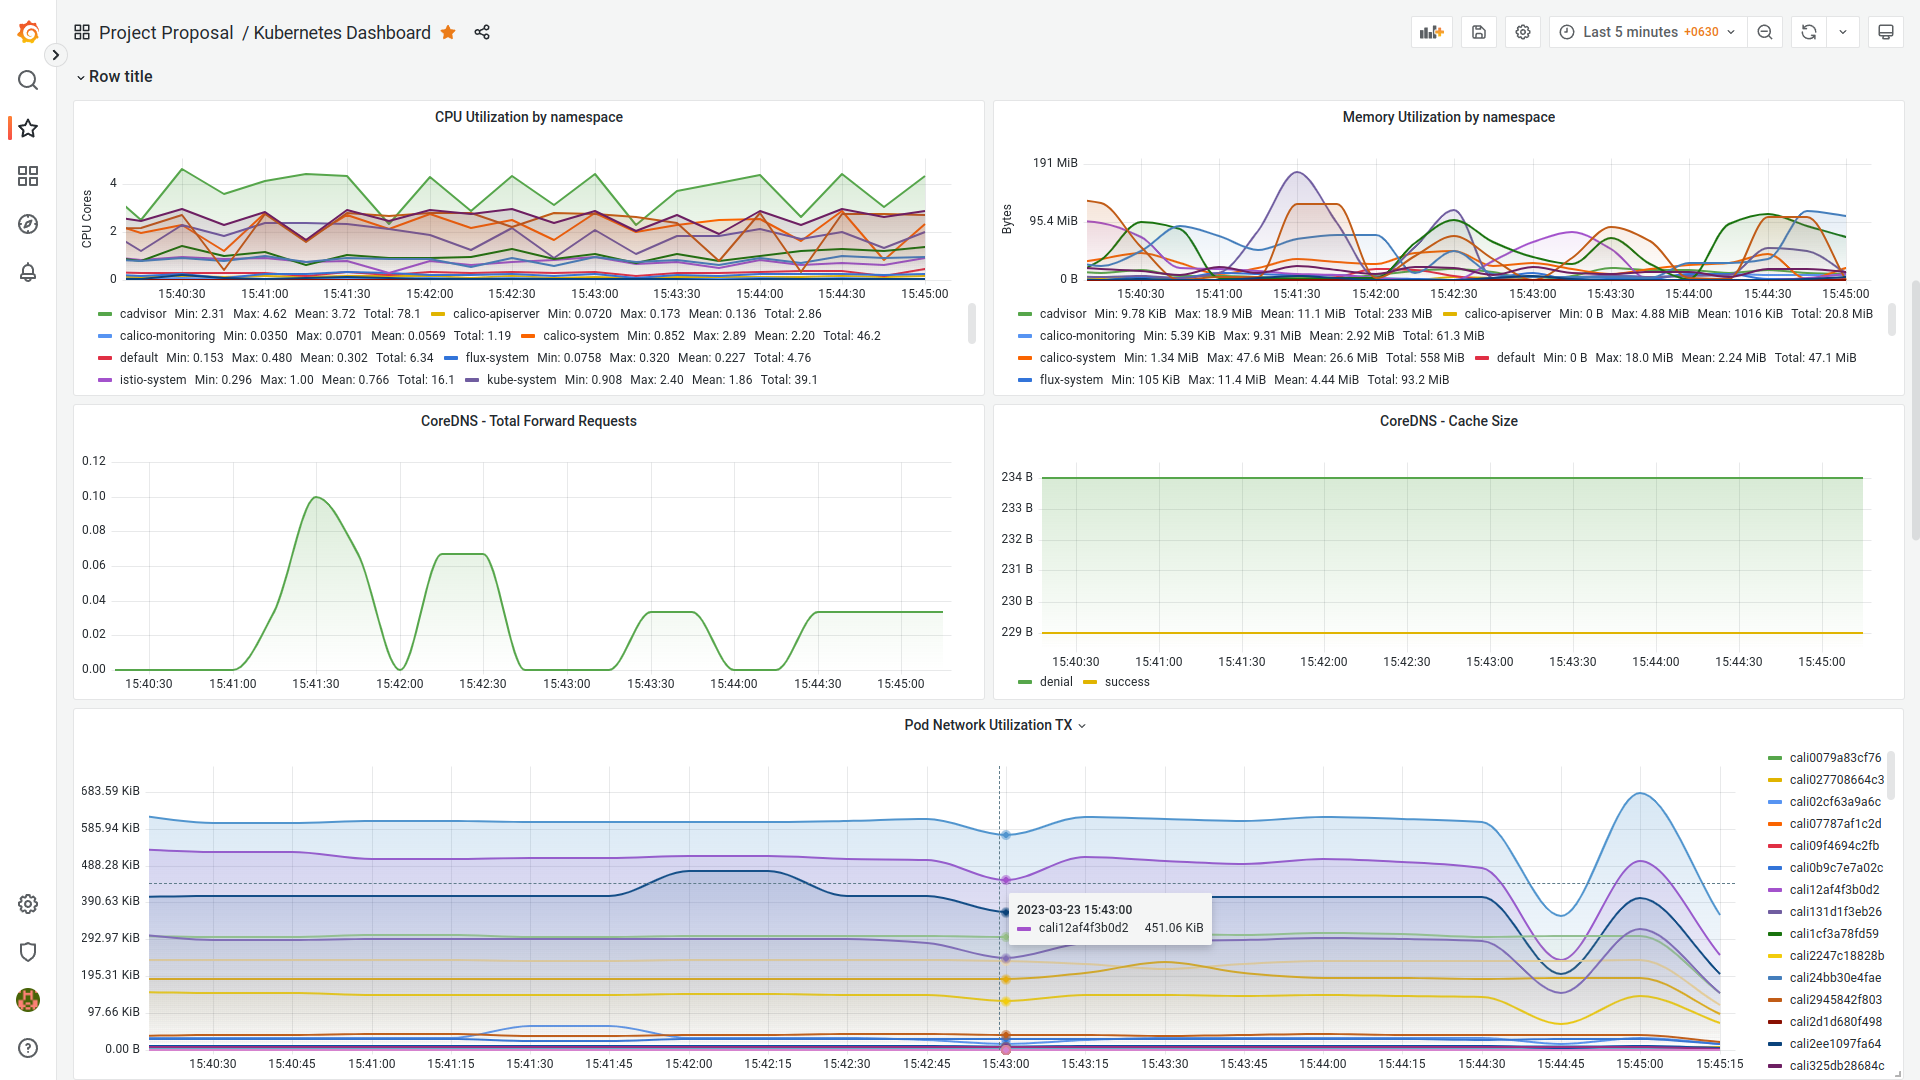 Project Proposal / Kubernetes Dashboard
Last 5 minutes +0630
Row title
CPU Utilization by namespace
CPU Cores
4
2
0
15:40:30 15:41:00 15:41:30 15:42:00 15:42:30 15:43:00 15:43:30 15:44:00 15:44:30 15:45:00
cadvisor Min: 2.31 Max: 4.62 Mean: 3.72 Total: 78.1 calico-apiserver Min: 0.0720 Max: 0.173 Mean: 0.136 Total: 2.86
calico-monitoring Min: 0.0350 Max: 0.0701 Mean: 0.0569 Total: 1.19 calico-system Min: 0.852 Max: 2.89 Mean: 2.20 Total: 46.2
default Min: 0.153 Max: 0.480 Mean: 0.302 Total: 6.34 flux-system Min: 0.0758 Max: 0.320 Mean: 0.227 Total: 4.76
istio-system Min: 0.296 Max: 1.00 Mean: 0.766 Total: 16.1 kube-system Min: 0.908 Max: 2.40 Mean: 1.86 Total: 39.1
Memory Utilization by namespace
Bytes
191 MiB
95.4 MiB
0 B
15:40:30 15:41:00 15:41:30 15:42:00 15:42:30 15:43:00 15:43:30 15:44:00 15:44:30 15:45:00
cadvisor Min: 9.78 KiB Max: 18.9 MiB Mean: 11.1 MiB Total: 233 MiB calico-apiserver Min: 0 B Max: 4.88 MiB Mean: 1016 KiB Total: 20.8 MiB
calico-monitoring Min: 5.39 KiB Max: 9.31 MiB Mean: 2.92 MiB Total: 61.3 MiB
calico-system Min: 1.34 MiB Max: 47.6 MiB Mean: 26.6 MiB Total: 558 MiB default Min: 0 B Max: 18.0 MiB Mean: 2.24 MiB Total: 47.1 MiB
flux-system Min: 105 KiB Max: 11.4 MiB Mean: 4.44 MiB Total: 93.2 MiB
CoreDNS - Total Forward Requests
0.12
0.10
0.08
0.06
0.04
0.02
0.00
15:40:30 15:41:00 15:41:30 15:42:00 15:42:30 15:43:00 15:43:30 15:44:00 15:44:30 15:45:00
CoreDNS - Cache Size
234 B
233 B
232 B
231 B
230 B
229 B
15:40:30 15:41:00 15:41:30 15:42:00 15:42:30 15:43:00 15:43:30 15:44:00 15:44:30 15:45:00
denial success
Pod Network Utilization TX
683.59 KiB
585.94 KiB
488.28 KiB
390.63 KiB
292.97 KiB
195.31 KiB
97.66 KiB
0.00 B
15:40:30 15:40:45 15:41:00 15:41:15 15:41:30 15:41:45 15:42:00 15:42:15 15:42:30 15:42:45 15:43:00 15:43:15 15:43:30 15:43:45 15:44:00 15:44:15 15:44:30 15:44:45 15:45:00 15:45:15
2023-03-23 15:43:00
cali12af4f3b0d2 451.06 KiB
cali0079a83cf76
cali027708664c3
cali02cf63a9a6c
cali07787af1c2d
cali09f4694c2fb
cali0b9c7e7a02c
cali12af4f3b0d2
cali131d1f3eb26
cali1cf3a78fd59
cali2247c18828b
cali24bb30e4fae
cali2945842f803
cali2d1d680f498
cali2ee1097fa64
cali325db28684c